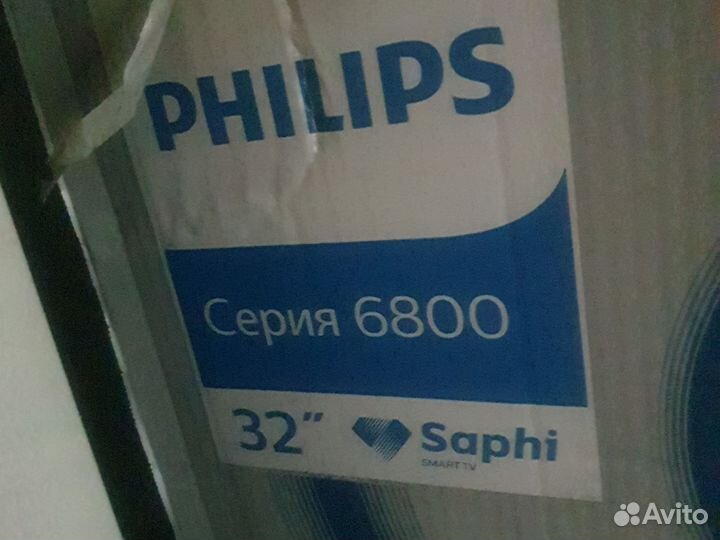 PHILIPS
Серия 6800
32"
Saphi
SMART TV
Avito